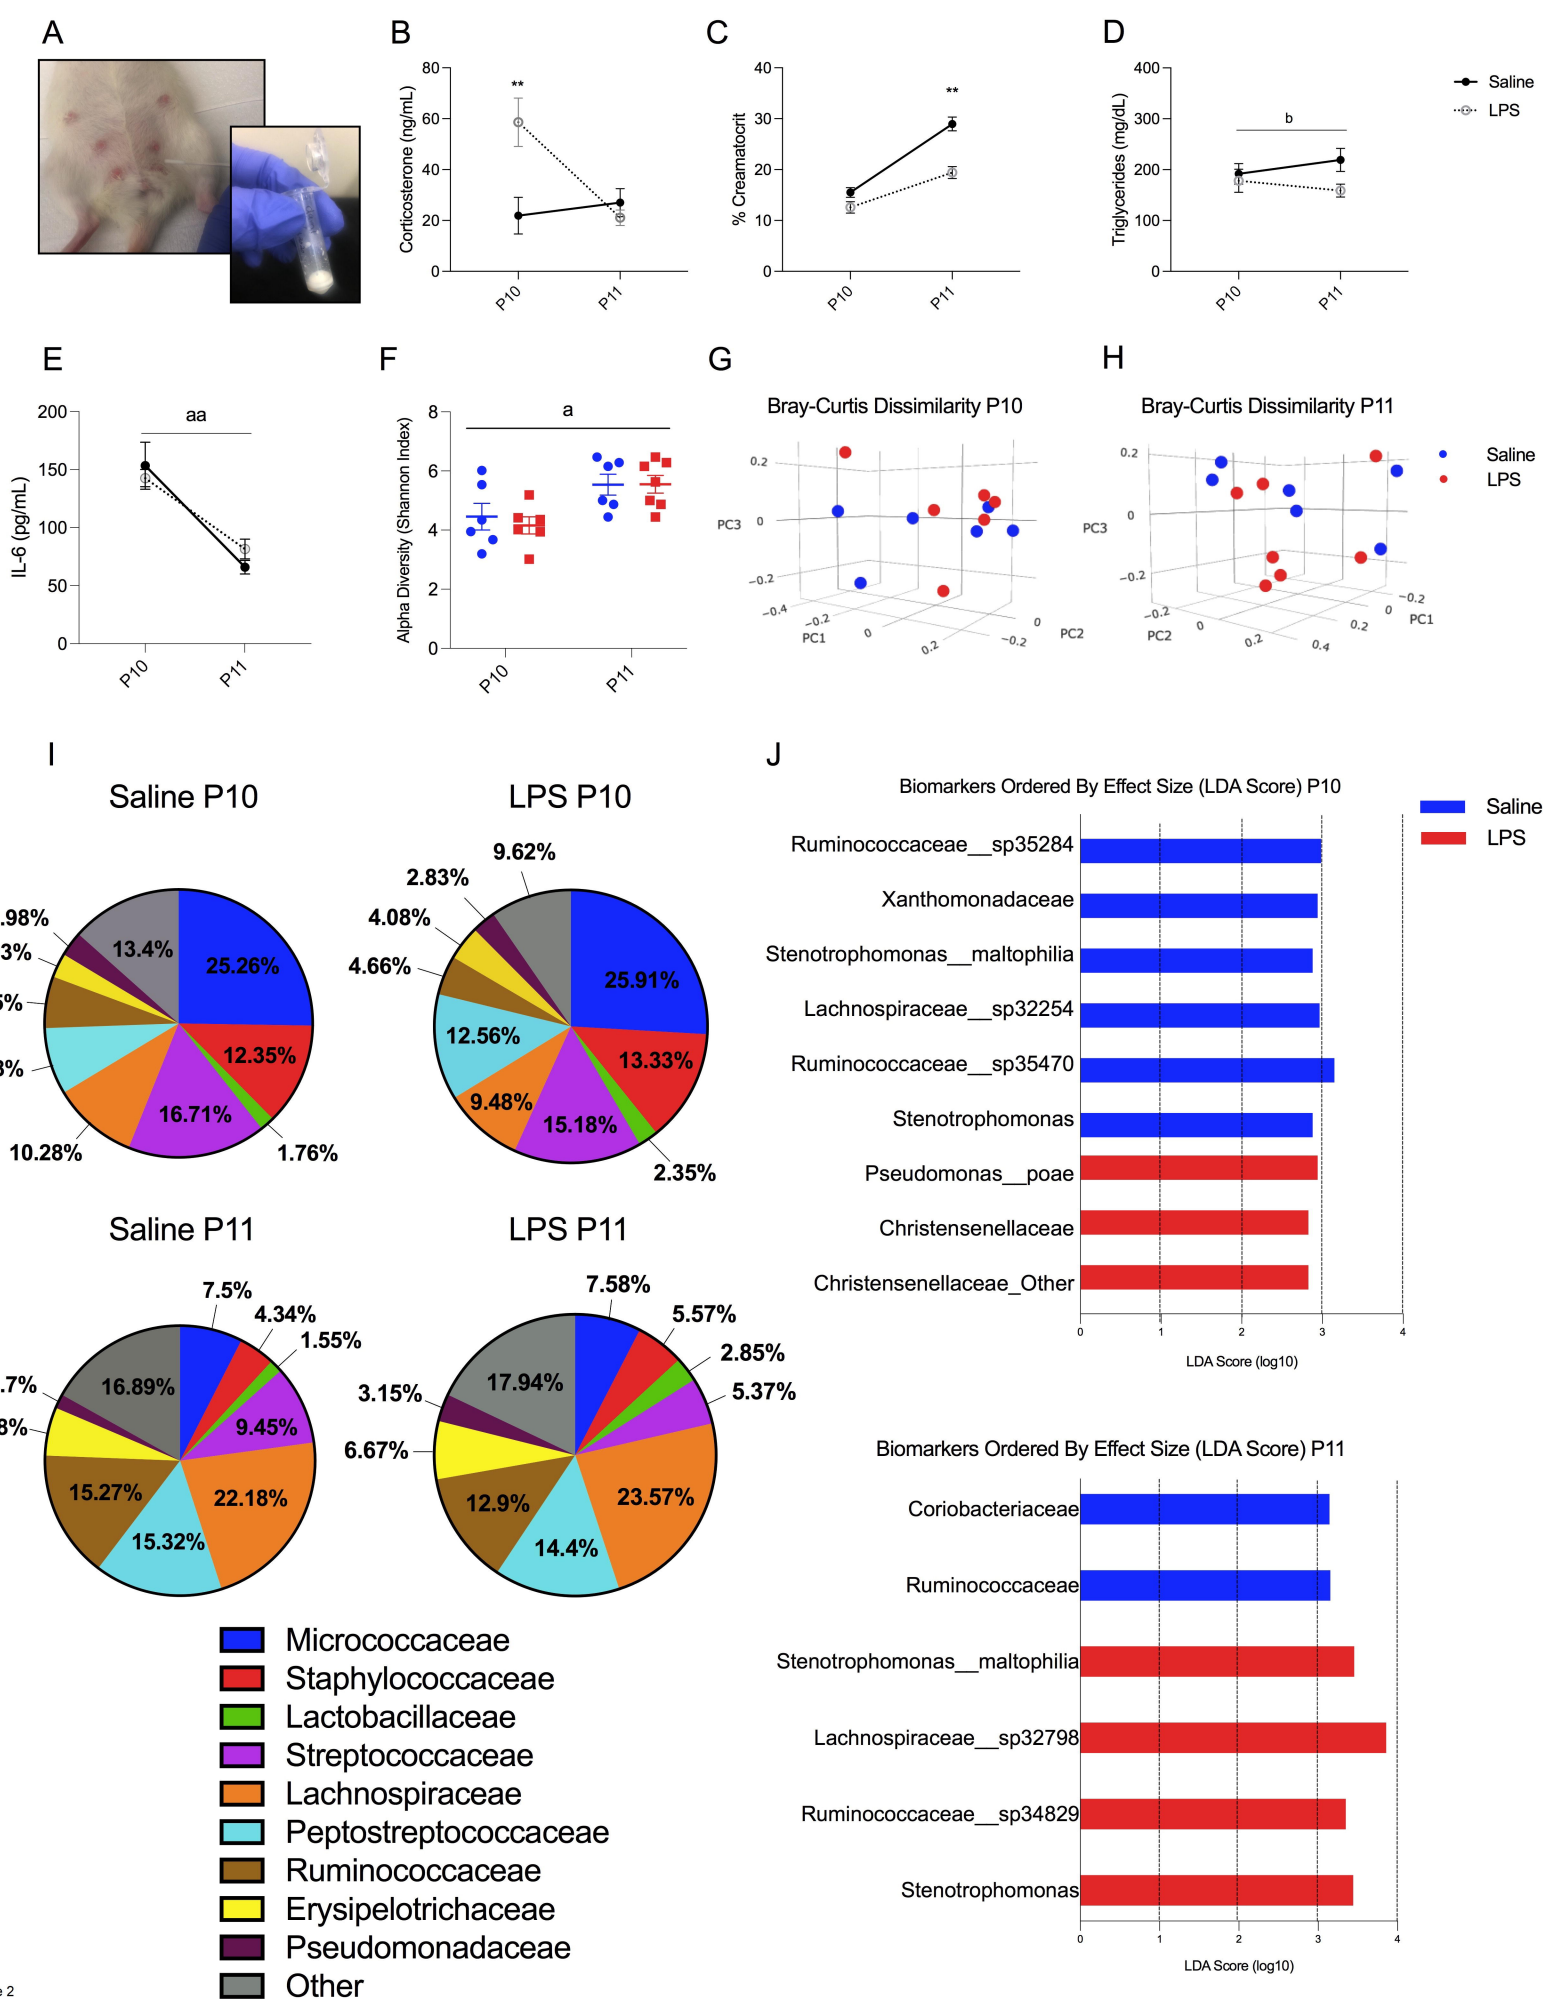 A
B
C
D
Corticosterone (ng/mL)
80
60
40
20
0
**
P10
P11
% Creamatocrit
40
30
20
10
0
**
P10
P11
Triglycerides (mg/dL)
400
300
200
100
0
b
P10
P11
Saline
LPS
E
F
G
H
IL-6 (pg/mL)
200
150
100
50
0
aa
P10
P11
Alpha Diversity (Shannon Index)
8
6
4
2
0
a
P10
P11
Bray-Curtis Dissimilarity P10
0.2
PC3
0
−0.2
−0.4
−0.2
PC1
0
0.2
−0.2
0
PC2
Bray-Curtis Dissimilarity P11
0.2
0
PC3
−0.2
−0.2
PC2
0
0.2
0.4
0.2
0
−0.2
PC1
Saline
LPS
I
Saline P10
.98%
3%
5%
3%
13.4%
25.26%
12.35%
16.71%
10.28%
1.76%
LPS P10
9.62%
2.83%
4.08%
4.66%
25.91%
12.56%
13.33%
9.48%
15.18%
2.35%
Saline P11
7.5%
4.34%
1.55%
.7%
8%
16.89%
9.45%
15.27%
22.18%
15.32%
LPS P11
7.58%
5.57%
2.85%
5.37%
3.15%
6.67%
17.94%
12.9%
23.57%
14.4%
Micrococcaceae
Staphylococcaceae
Lactobacillaceae
Streptococcaceae
Lachnospiraceae
Peptostreptococcaceae
Ruminococcaceae
Erysipelotrichaceae
Pseudomonadaceae
Other
J
Biomarkers Ordered By Effect Size (LDA Score) P10
Saline
LPS
Ruminococcaceae__sp35284
Xanthomonadaceae
Stenotrophomonas__maltophilia
Lachnospiraceae__sp32254
Ruminococcaceae__sp35470
Stenotrophomonas
Pseudomonas__poae
Christensenellaceae
Christensenellaceae_Other
0 1 2 3 4
LDA Score (log10)
Biomarkers Ordered By Effect Size (LDA Score) P11
Coriobacteriaceae
Ruminococcaceae
Stenotrophomonas__maltophilia
Lachnospiraceae__sp32798
Ruminococcaceae__sp34829
Stenotrophomonas
0 1 2 3 4
LDA Score (log10)
e 2